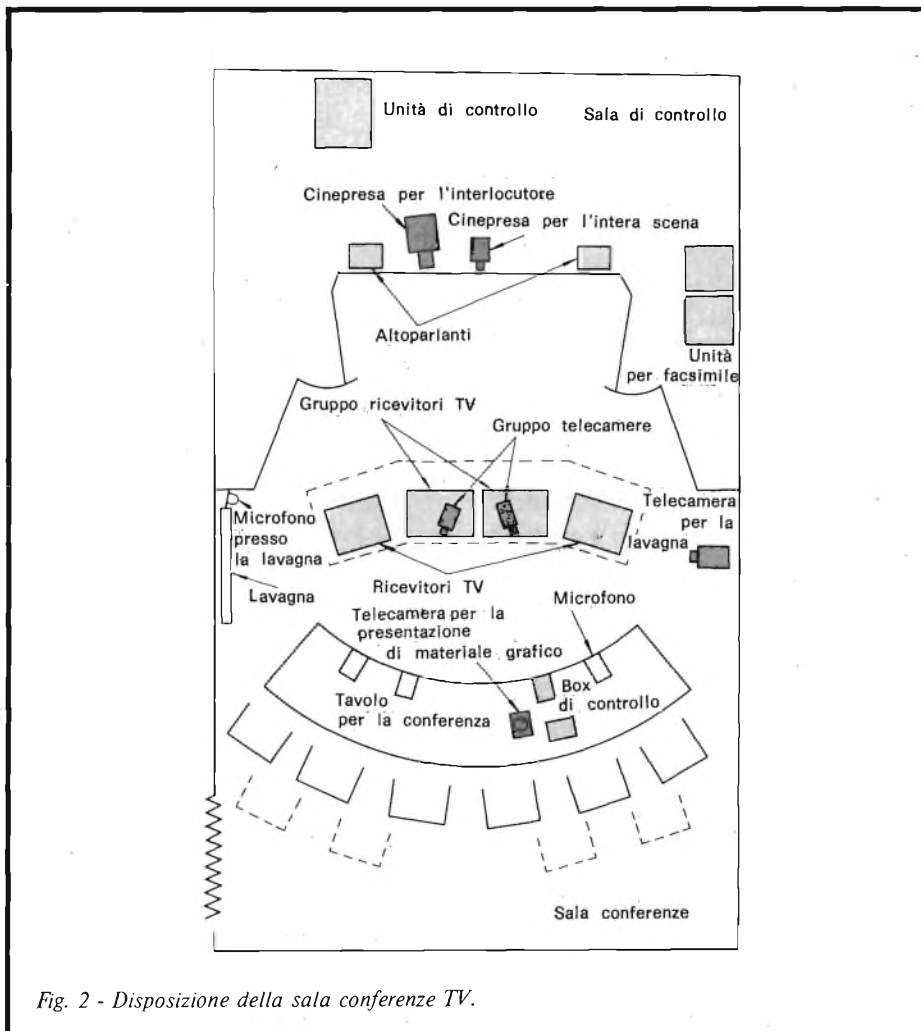 Unità di controllo
Sala di controllo
Cinepresa per l'interlocutore
Cinepresa per l'intera scena
Altoparlanti
Unità
per facsimile
Gruppo ricevitori TV
Gruppo telecamere
Microfono
presso
la lavagna
Telecamera
per la
lavagna
Lavagna
Ricevitori TV
Microfono
Telecamera per la
presentazione
di materiale grafico
Tavolo
per la conferenza
Box
di controllo
Sala conferenze
Fig. 2 - Disposizione della sala conferenze TV.